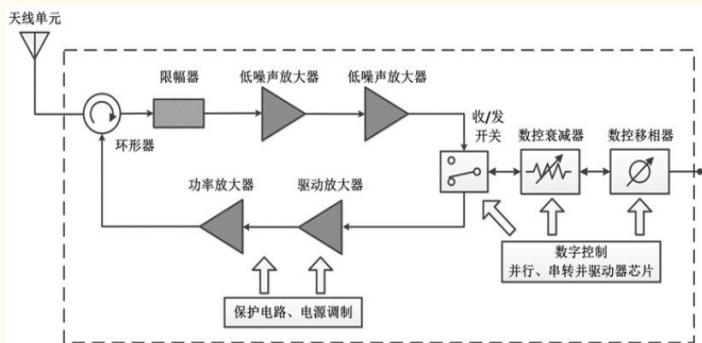 天线单元
限幅器
低噪声放大器
低噪声放大器
收/发
开关
数控衰减器
数控移相器
环形器
功率放大器
驱动放大器
数字控制
并行、串转并驱动器芯片
保护电路、电源调制